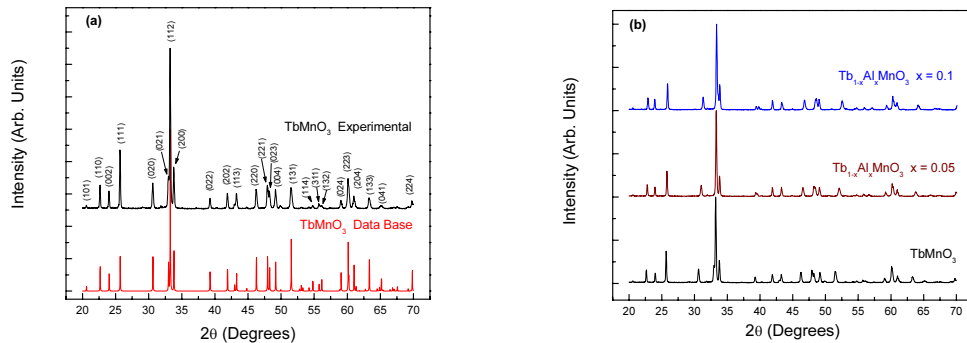 (a)
Intensity (Arb. Units)
(101)
(110)
(002)
(111)
(020)
(021)
(112)
(200)
(022)
(202)
(113)
(220)
(221)
(023)
(004)
(131)
(114)
(311)
(132)
(024)
(223)
(204)
(133)
(041)
(224)
TbMnO3 Experimental
TbMnO3 Data Base
20 25 30 35 40 45 50 55 60 65 70
2θ (Degrees)
(b)
Intensity (Arb. Units)
Tb1-xAlxMnO3 x = 0.1
Tb1-xAlxMnO3 x = 0.05
TbMnO3
20 25 30 35 40 45 50 55 60 65 70
2θ (Degrees)